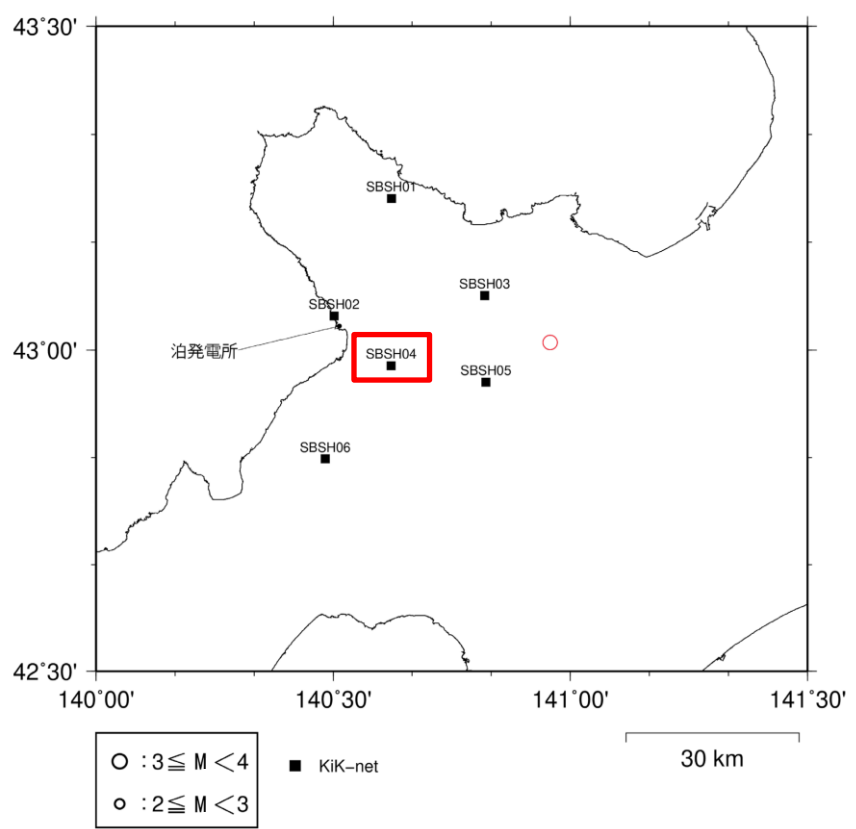 43°30'
SBSH01
SBSH03
SBSH02
泊発電所
43°00'
SBSH04
SBSH05
SBSH06
42°30'
140°00'
140°30'
141°00'
141°30'
○ :3≦ M <4
■ KiK-net
30 km
○ :2≦ M <3